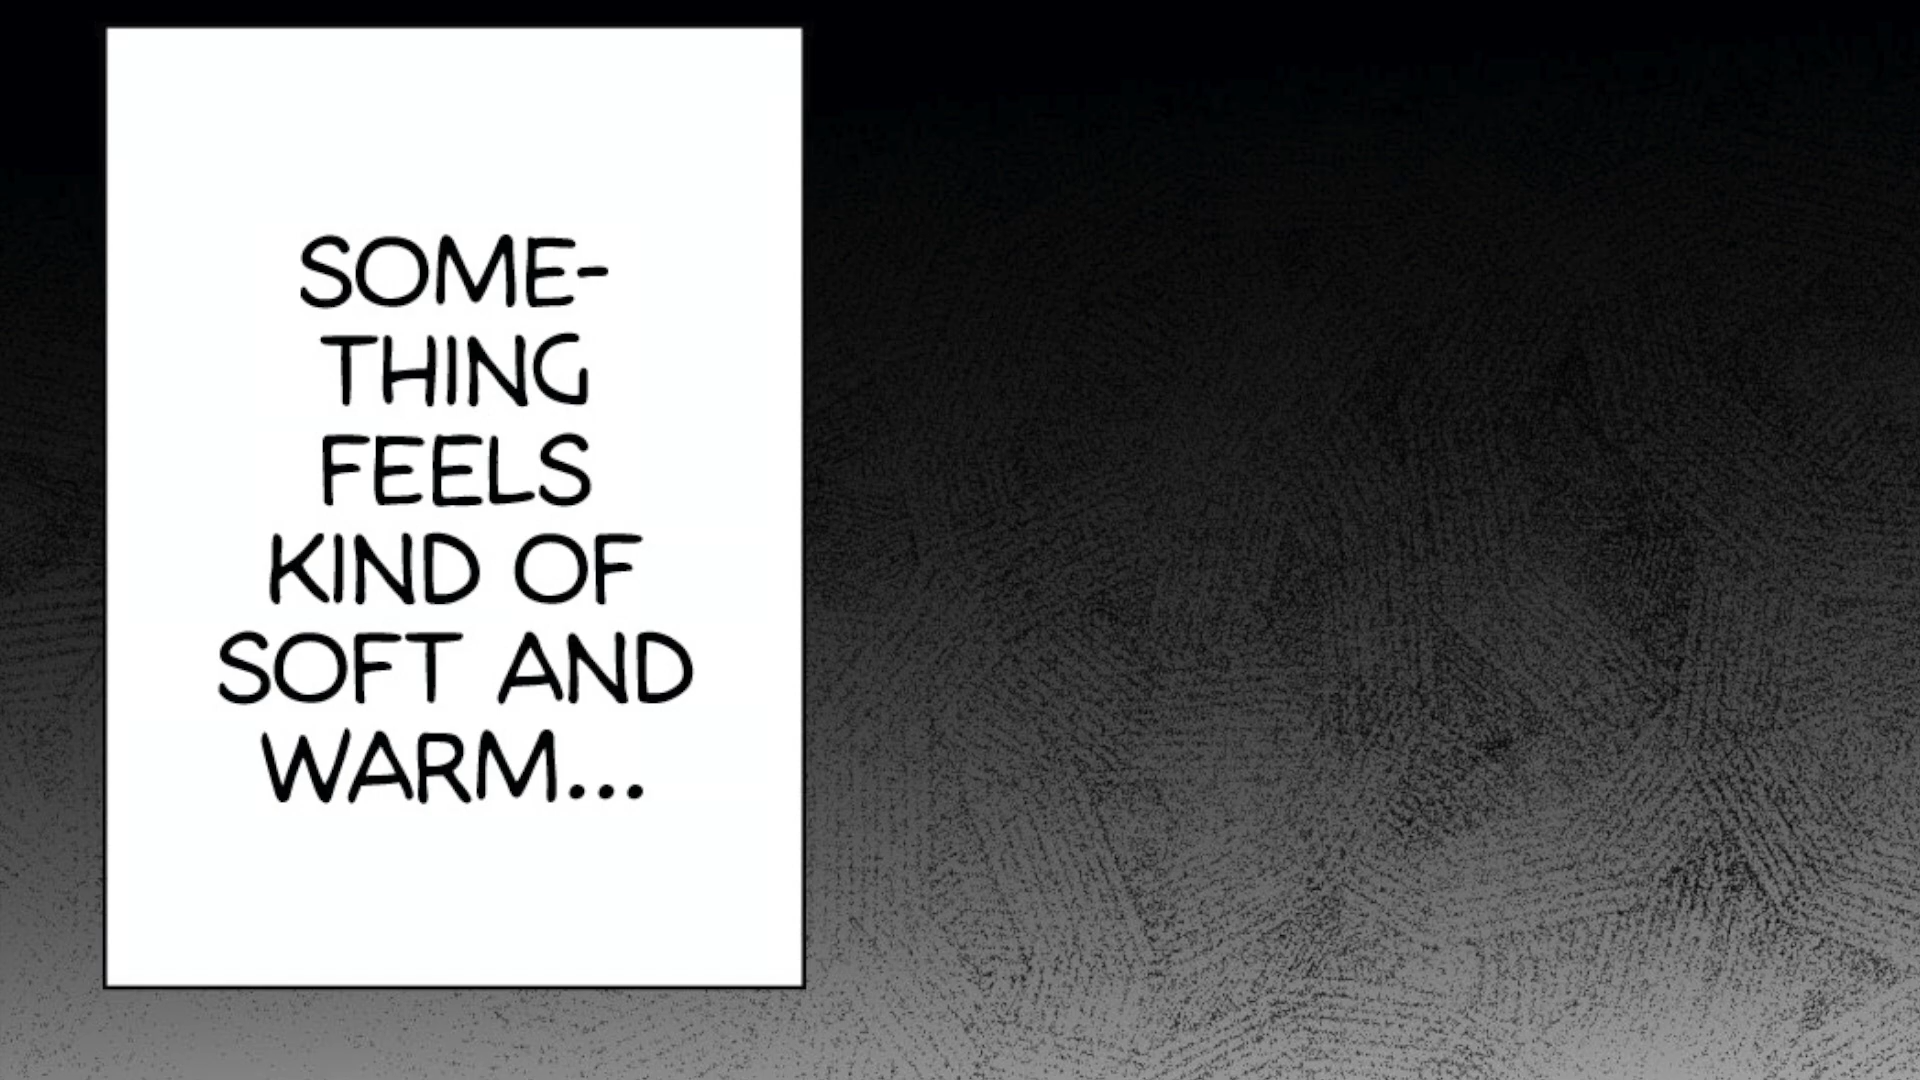 SOME-
THING
FEELS
KIND OF
SOFT AND
WARM...